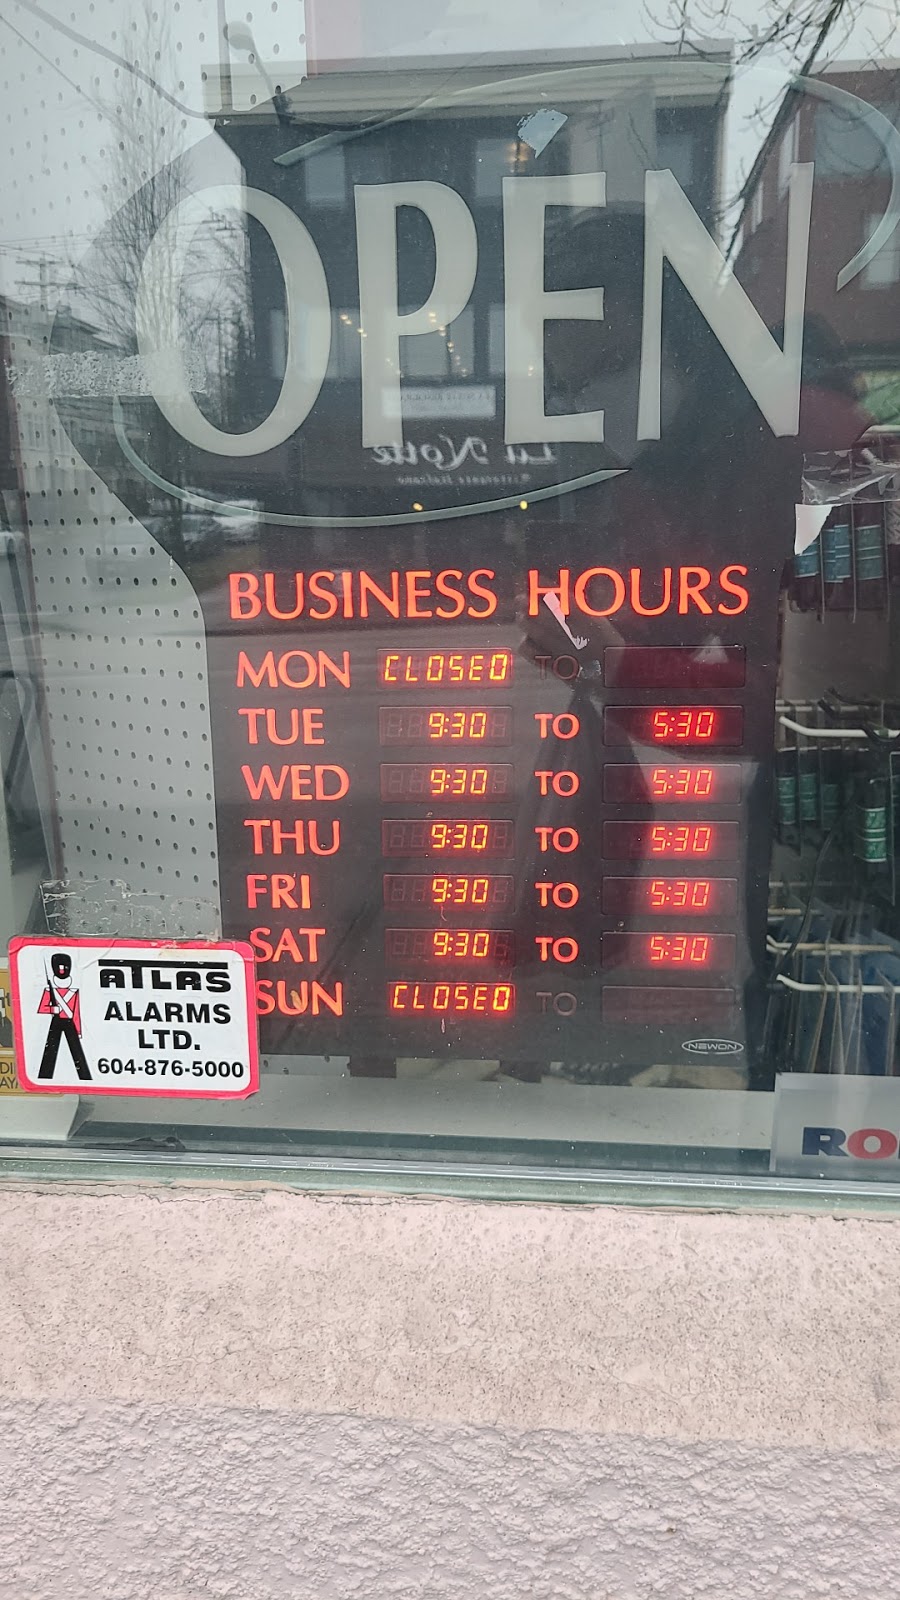 OPEN
La Notte
Ristorante Italiano
BUSINESS HOURS
MON CLOSED TO
TUE 9:30 TO 5:30
WED 9:30 TO 5:30
THU 9:30 TO 5:30
FRI 9:30 TO 5:30
SAT 9:30 TO 5:30
SUN CLOSED TO
NEWON
ATLAS
ALARMS
LTD.
604-876-5000
RO